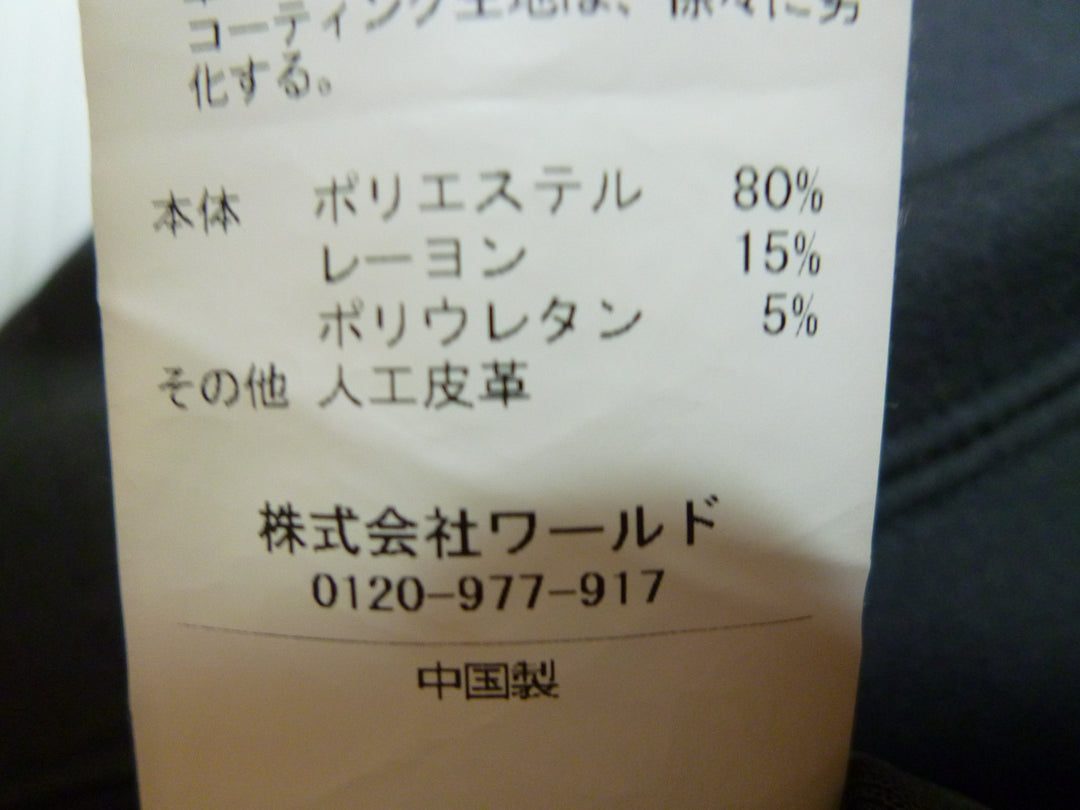 コーティング生地は、徐々に劣
化する。
本体 ポリエステル 80%
レーヨン 15%
ポリウレタン 5%
その他 人工皮革
株式会社ワールド
0120-977-917
中国製